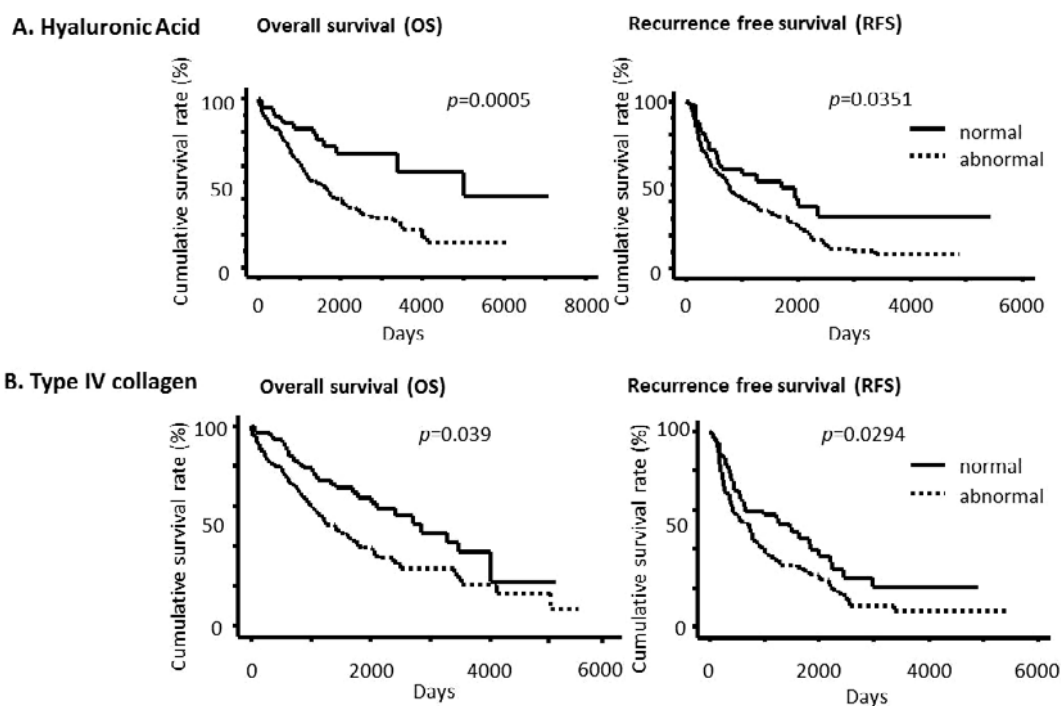 A. Hyaluronic Acid
Overall survival (OS)
Cumulative survival rate (%)
100
50
0
p=0.0005
0 2000 4000 6000 8000
Days
Recurrence free survival (RFS)
Cumulative survival rate (%)
100
50
0
p=0.0351
normal
abnormal
0 2000 4000 6000
Days
B. Type IV collagen
Overall survival (OS)
Cumulative survival rate (%)
100
50
0
p=0.039
0 2000 4000 6000
Days
Recurrence free survival (RFS)
Cumulative survival rate (%)
100
50
0
p=0.0294
normal
abnormal
0 2000 4000 6000
Days